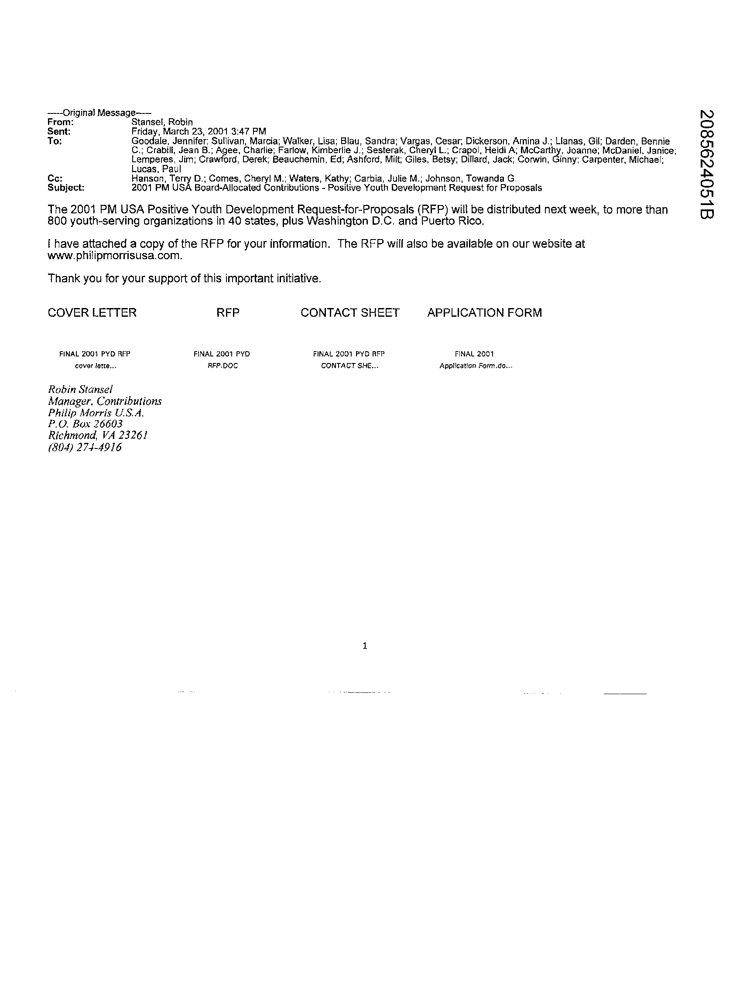 -----Original Message-----
From: Stansel, Robin
Sent: Friday, March 23, 2001 3:47 PM
To: Goodale, Jennifer; Sullivan, Marcia; Walker, Lisa; Blau, Sandra; Vargas, Cesar; Dickerson, Amina J.; Llanas, Gil; Darden, Bennie
C.; Crabill, Jean B.; Agee, Charlie; Farlow, Kimberlie J.; Sesterak, Cheryl L.; Crapol, Heidi A; McCarthy, Joanne; McDaniel, Janice;
Lemperes, Jim; Crawford, Derek; Beauchemin, Ed; Ashford, Milt; Giles, Betsy; Dillard, Jack; Corwin, Ginny; Carpenter, Michael;
Lucas, Paul
Cc: Hanson, Terry D.; Comes, Cheryl M.; Waters, Kathy; Carbia, Julie M.; Johnson, Towanda G.
Subject: 2001 PM USA Board-Allocated Contributions - Positive Youth Development Request for Proposals
The 2001 PM USA Positive Youth Development Request-for-Proposals (RFP) will be distributed next week, to more than
800 youth-serving organizations in 40 states, plus Washington D.C. and Puerto Rico.
I have attached a copy of the RFP for your information. The RFP will also be available on our website at
www.philipmorrisusa.com.
Thank you for your support of this important initiative.
COVER LETTER RFP CONTACT SHEET APPLICATION FORM
FINAL 2001 PYD RFP FINAL 2001 PYD FINAL 2001 PYD RFP FINAL 2001
cover lette... RFP.DOC CONTACT SHE... Application Form.do...
Robin Stansel
Manager, Contributions
Philip Morris U.S.A.
P.O. Box 26603
Richmond, VA 23261
(804) 274-4916
1
2085624051B